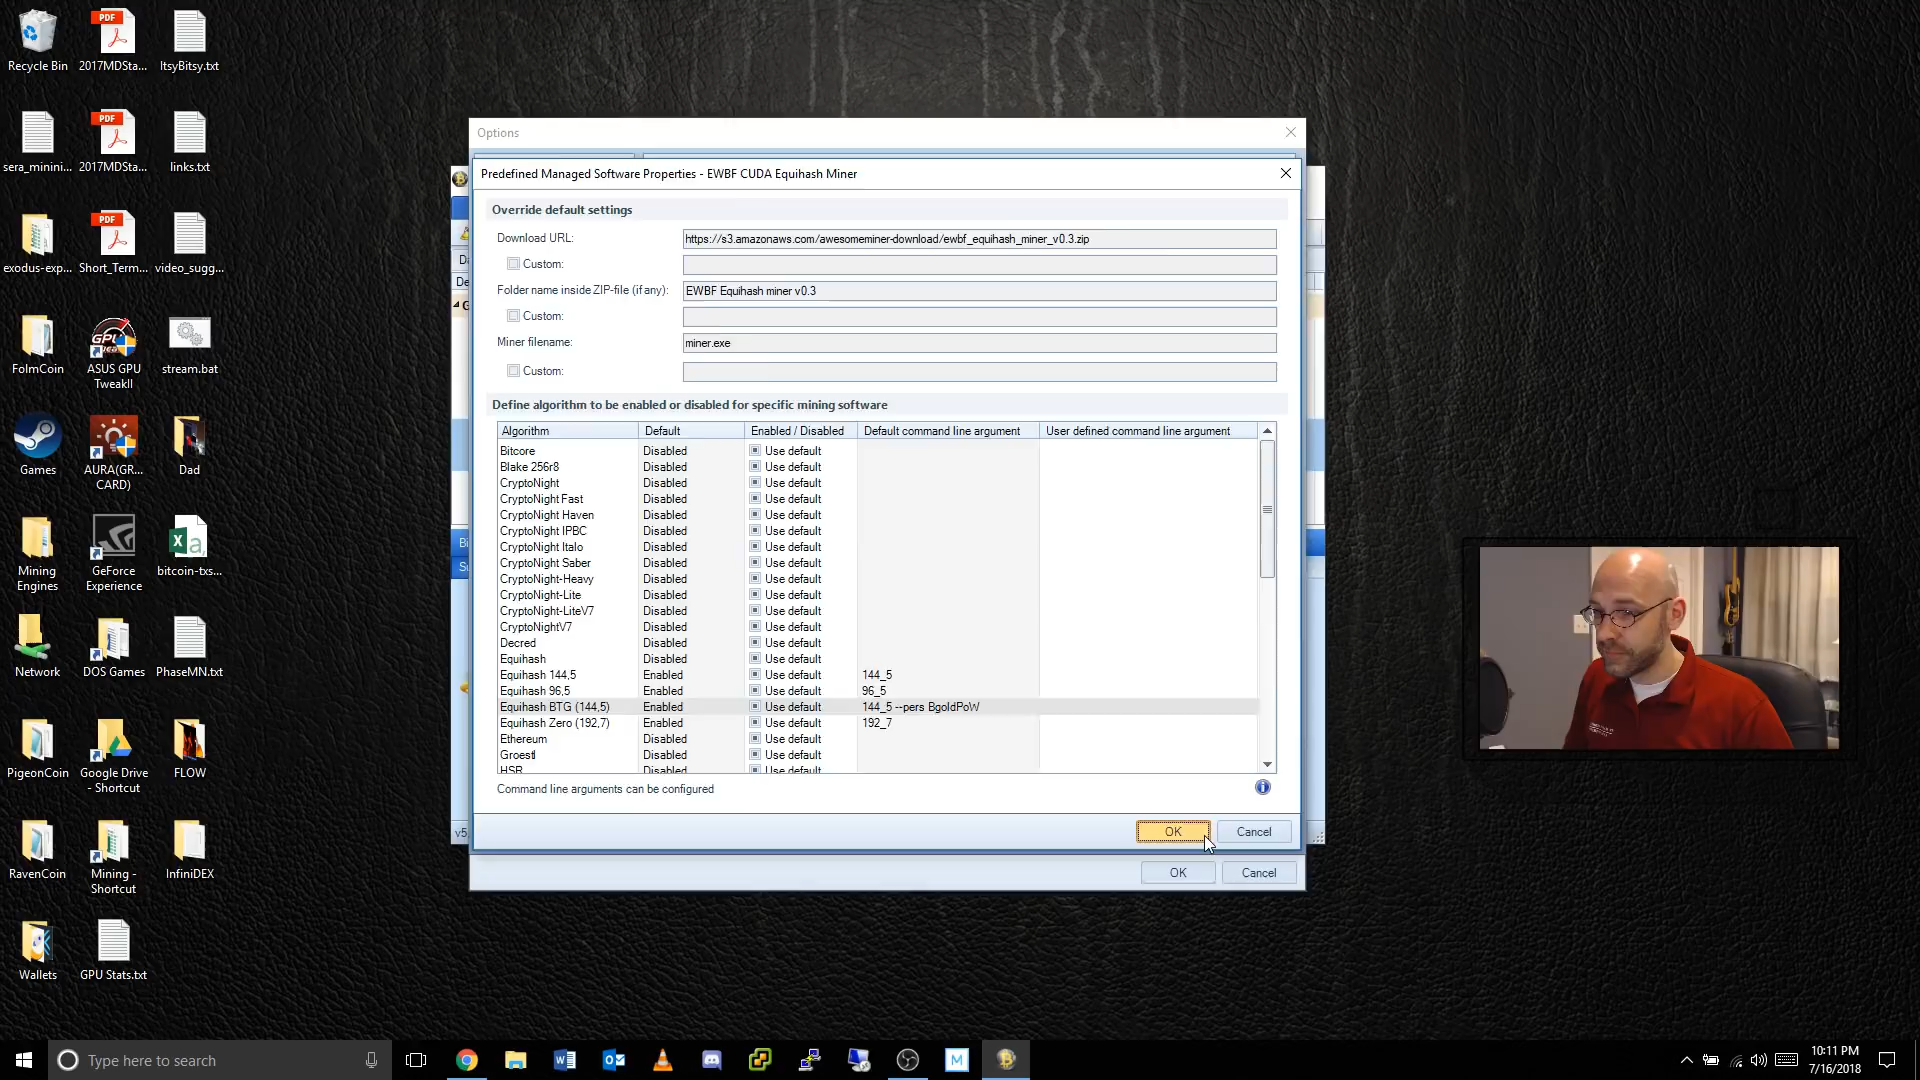 Recycle Bin
2017MDSta...
ItsyBitsy.txt
sera_minini...
2017MDSta...
links.txt
exodus-exp...
Short_Term...
video_sugg...
FolmCoin
ASUS GPU
TweakII
stream.bat
Games
AURA(GR...
CARD)
Dad
Mining
Engines
GeForce
Experience
bitcoin-txs...
Network
DOS Games
PhaseMN.txt
PigeonCoin
Google Drive
- Shortcut
FLOW
RavenCoin
Mining -
Shortcut
InfiniDEX
Wallets
GPU Stats.txt
Options
Predefined Managed Software Properties - EWBF CUDA Equihash Miner
Override default settings
Download URL: https://s3.amazonaws.com/awesomeminer-download/ewbf_equihash_miner_v0.3.zip
Custom:
Folder name inside ZIP-file (if any): EWBF Equihash miner v0.3
Custom:
Miner filename: miner.exe
Custom:
Define algorithm to be enabled or disabled for specific mining software
Algorithm Default Enabled / Disabled Default command line argument User defined command line argument
Bitcore Disabled Use default
Blake 256r8 Disabled Use default
CryptoNight Disabled Use default
CryptoNight Fast Disabled Use default
CryptoNight Haven Disabled Use default
CryptoNight IPBC Disabled Use default
CryptoNight Italo Disabled Use default
CryptoNight Saber Disabled Use default
CryptoNight-Heavy Disabled Use default
CryptoNight-Lite Disabled Use default
CryptoNight-LiteV7 Disabled Use default
CryptoNightV7 Disabled Use default
Decred Disabled Use default
Equihash Disabled Use default
Equihash 144,5 Enabled Use default 144_5
Equihash 96,5 Enabled Use default 96_5
Equihash BTG (144,5) Enabled Use default 144_5 --pers BgoldPoW
Equihash Zero (192,7) Enabled Use default 192_7
Ethereum Disabled Use default
Groestl Disabled Use default
HSR Disabled Use default
Command line arguments can be configured
OK Cancel
OK Cancel
Type here to search
10:11 PM
7/16/2018